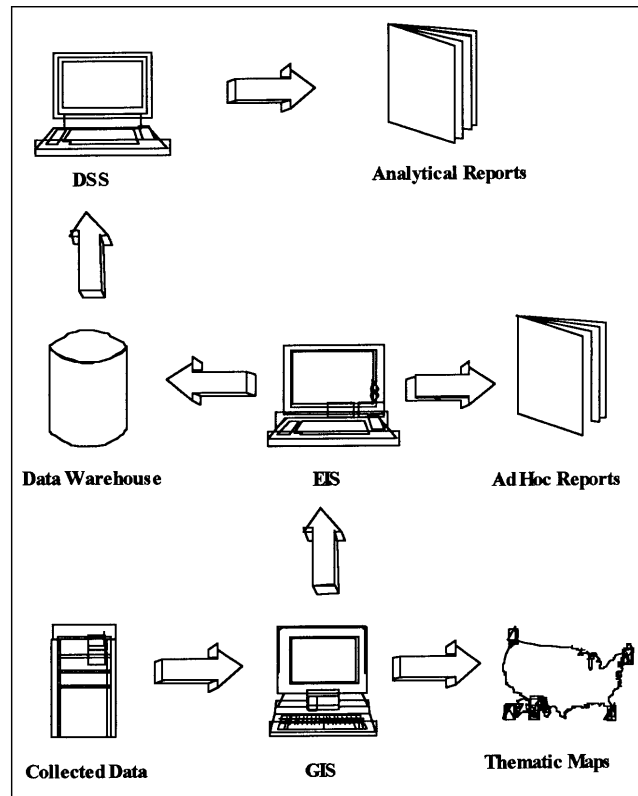 DSS
Analytical Reports
Data Warehouse
EIS
Ad Hoc Reports
Collected Data
GIS
Thematic Maps